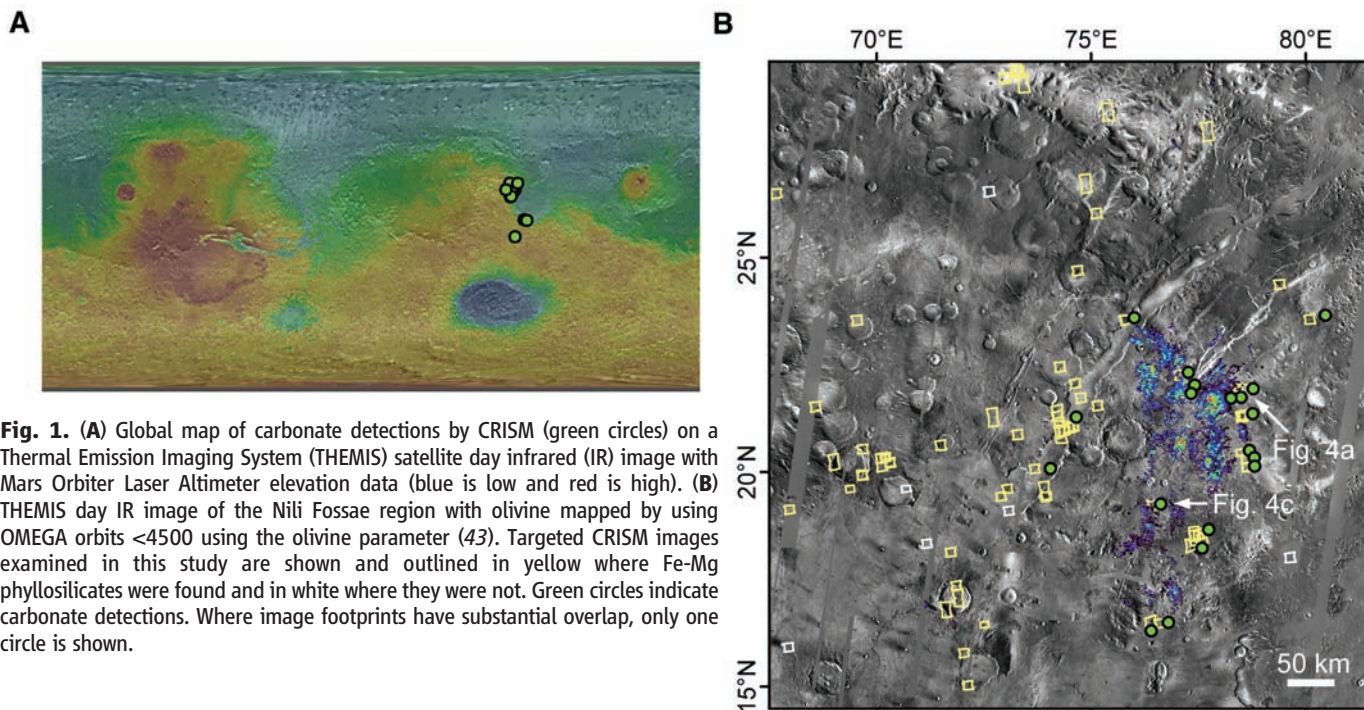 A
B
70°E 75°E 80°E
25°N
20°N
15°N
Fig. 4a
Fig. 4c
50 km
Fig. 1. (A) Global map of carbonate detections by CRISM (green circles) on a
Thermal Emission Imaging System (THEMIS) satellite day infrared (IR) image with
Mars Orbiter Laser Altimeter elevation data (blue is low and red is high). (B)
THEMIS day IR image of the Nili Fossae region with olivine mapped by using
OMEGA orbits <4500 using the olivine parameter (43). Targeted CRISM images
examined in this study are shown and outlined in yellow where Fe-Mg
phyllosilicates were found and in white where they were not. Green circles indicate
carbonate detections. Where image footprints have substantial overlap, only one
circle is shown.